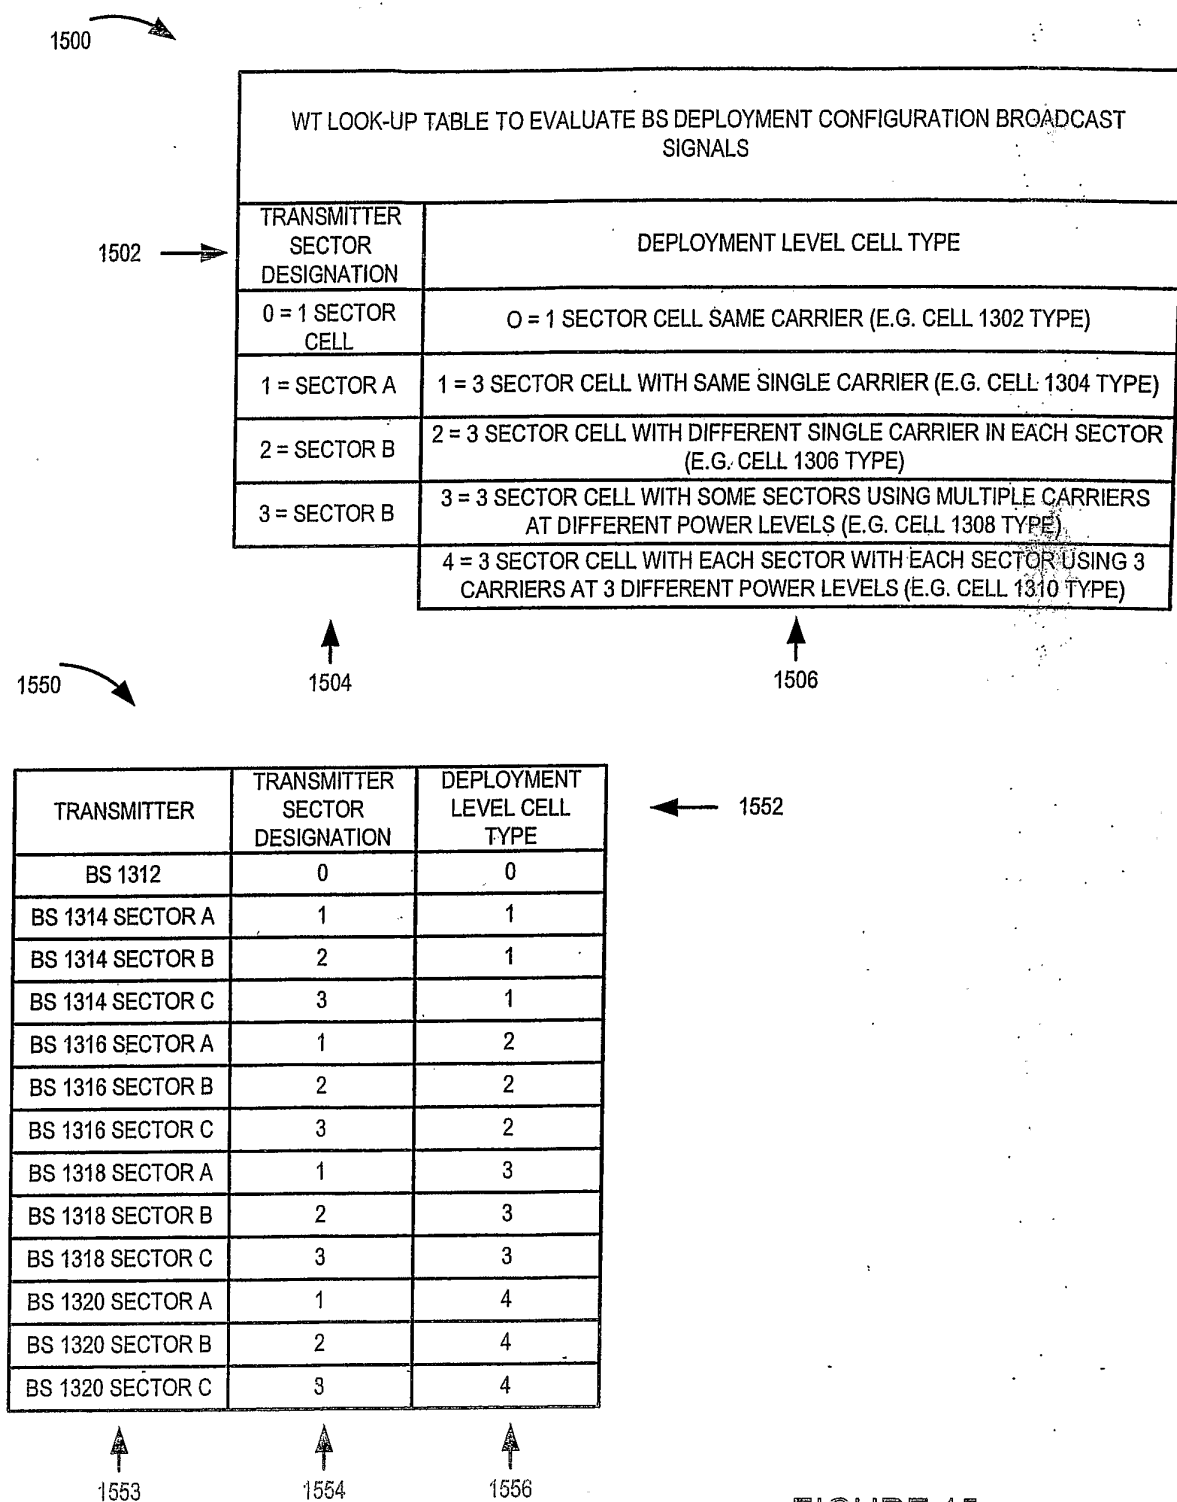 1500
WT LOOK-UP TABLE TO EVALUATE BS DEPLOYMENT CONFIGURATION BROADCAST
SIGNALS
1502
TRANSMITTER
SECTOR
DESIGNATION
DEPLOYMENT LEVEL CELL TYPE
0 = 1 SECTOR
CELL
O = 1 SECTOR CELL SAME CARRIER (E.G. CELL 1302 TYPE)
1 = SECTOR A
1 = 3 SECTOR CELL WITH SAME SINGLE CARRIER (E.G. CELL 1304 TYPE)
2 = SECTOR B
2 = 3 SECTOR CELL WITH DIFFERENT SINGLE CARRIER IN EACH SECTOR
(E.G. CELL 1306 TYPE)
3 = SECTOR B
3 = 3 SECTOR CELL WITH SOME SECTORS USING MULTIPLE CARRIERS
AT DIFFERENT POWER LEVELS (E.G. CELL 1308 TYPE)
4 = 3 SECTOR CELL WITH EACH SECTOR WITH EACH SECTOR USING 3
CARRIERS AT 3 DIFFERENT POWER LEVELS (E.G. CELL 1310 TYPE)
1504
1506
1550
TRANSMITTER
TRANSMITTER
SECTOR
DESIGNATION
DEPLOYMENT
LEVEL CELL
TYPE
1552
BS 1312 0 0
BS 1314 SECTOR A 1 1
BS 1314 SECTOR B 2 1
BS 1314 SECTOR C 3 1
BS 1316 SECTOR A 1 2
BS 1316 SECTOR B 2 2
BS 1316 SECTOR C 3 2
BS 1318 SECTOR A 1 3
BS 1318 SECTOR B 2 3
BS 1318 SECTOR C 3 3
BS 1320 SECTOR A 1 4
BS 1320 SECTOR B 2 4
BS 1320 SECTOR C 3 4
1553
1554
1556